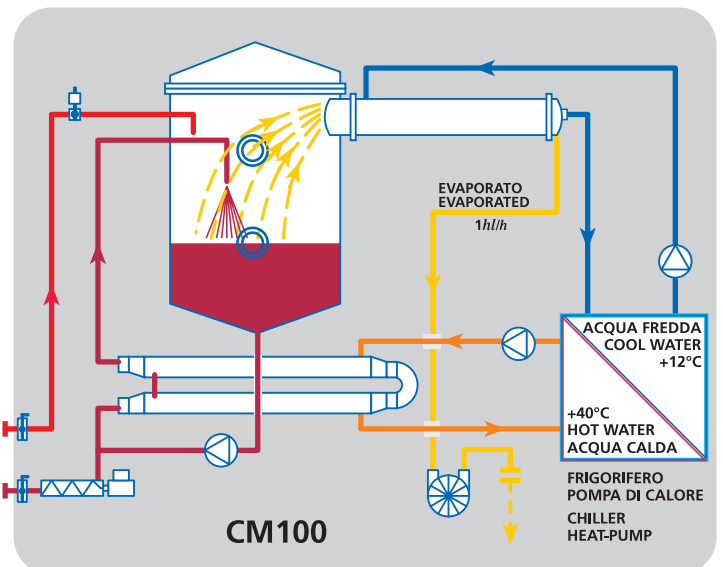 EVAPORATO
EVAPORATED
1hl/h
ACQUA FREDDA
COOL WATER
+12°C
+40°C
HOT WATER
ACQUA CALDA
FRIGORIFERO
POMPA DI CALORE
CHILLER
HEAT-PUMP
CM100